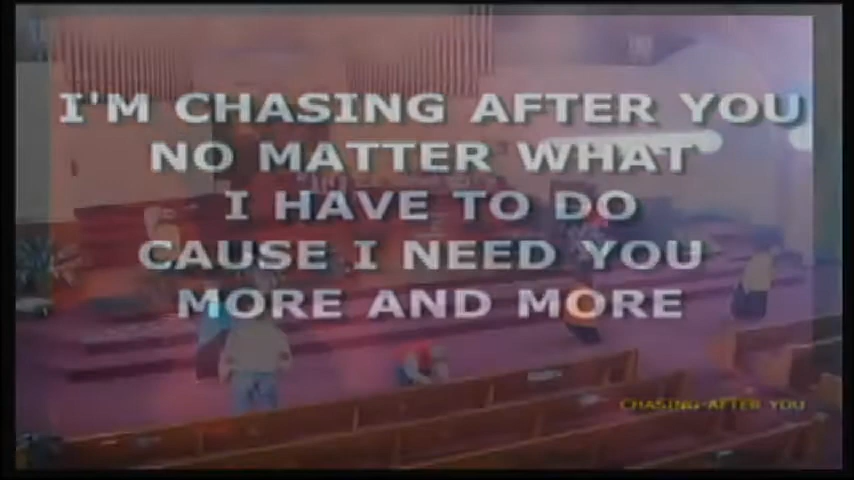 I'M CHASING AFTER YOU
NO MATTER WHAT
I HAVE TO DO
CAUSE I NEED YOU
MORE AND MORE
CHASING AFTER YOU